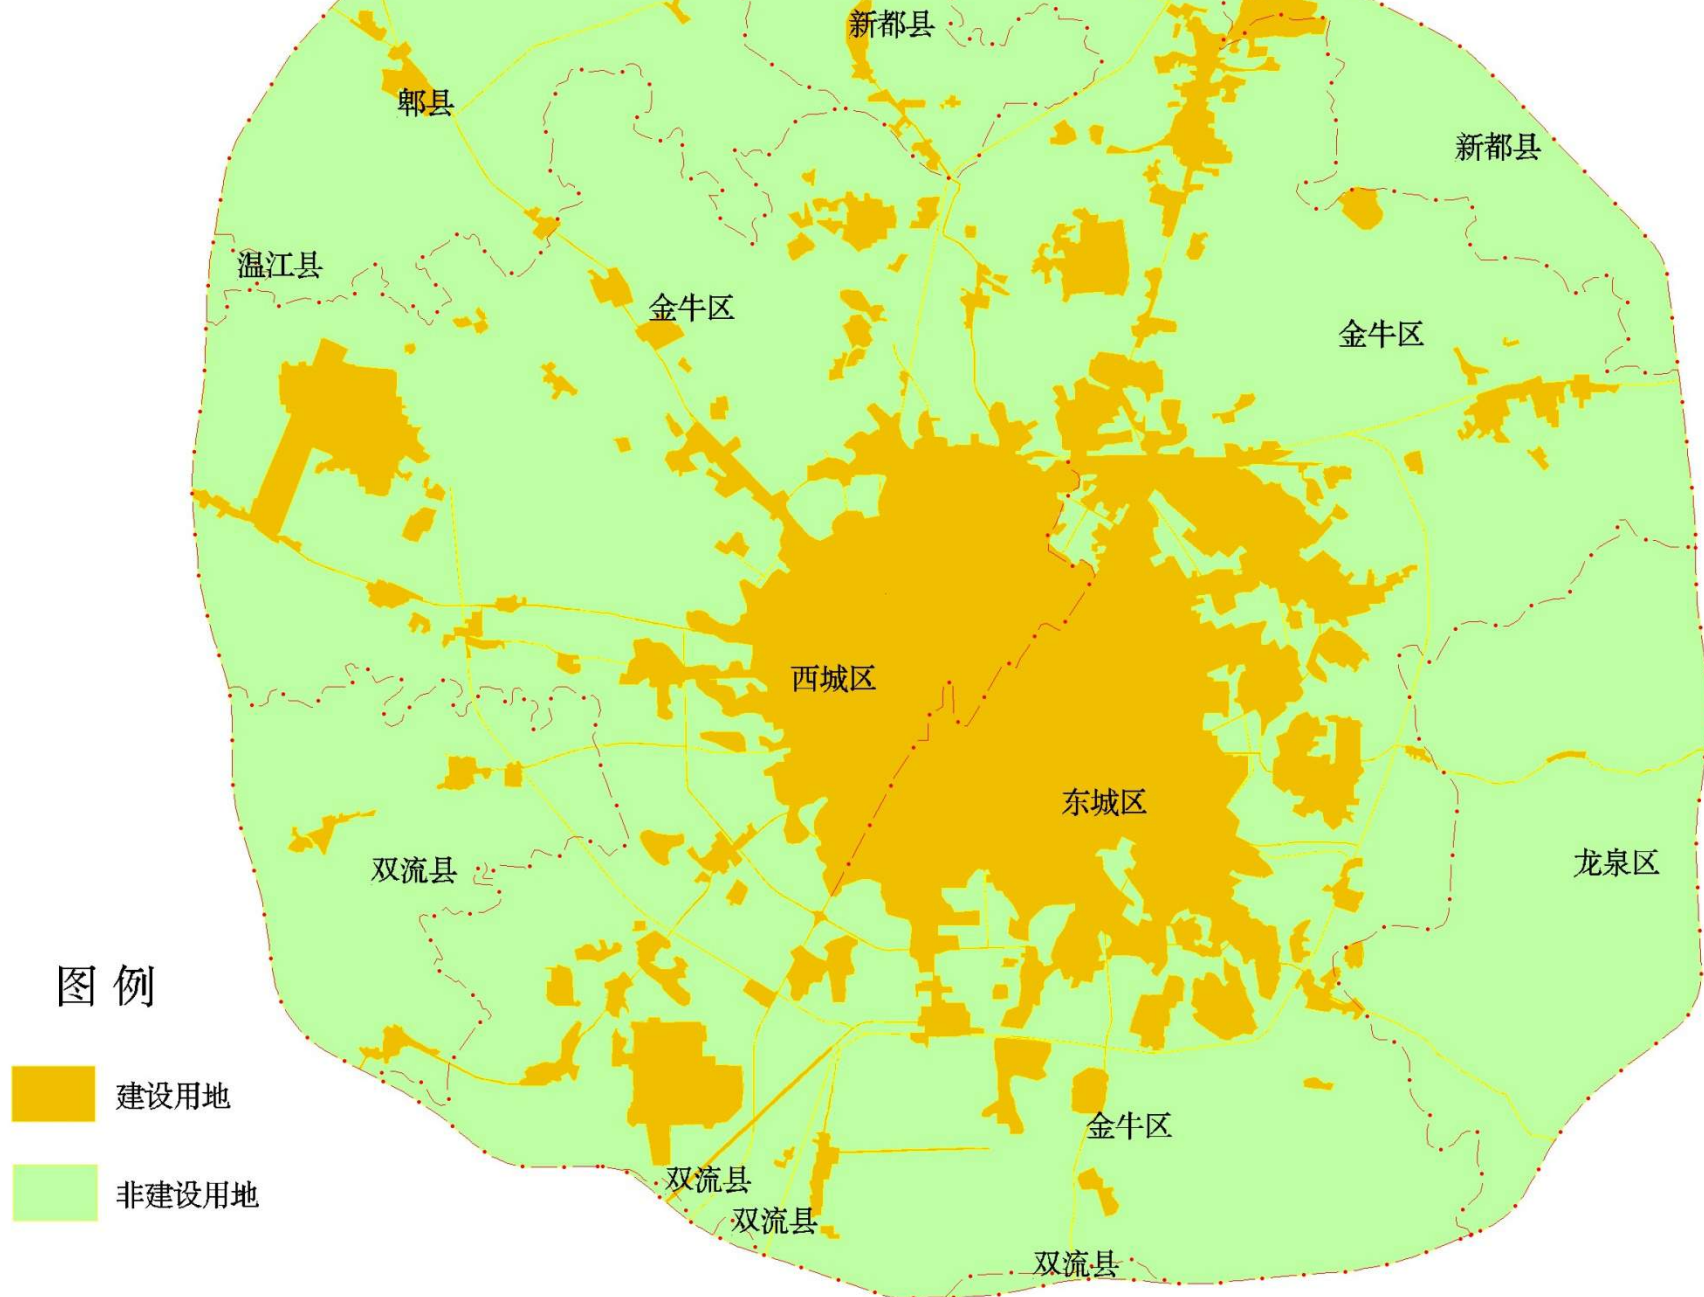 新都县
郫县
新都县
温江县
金牛区
金牛区
西城区
东城区
龙泉区
双流县
图例
建设用地
金牛区
双流县
非建设用地
双流县
双流县